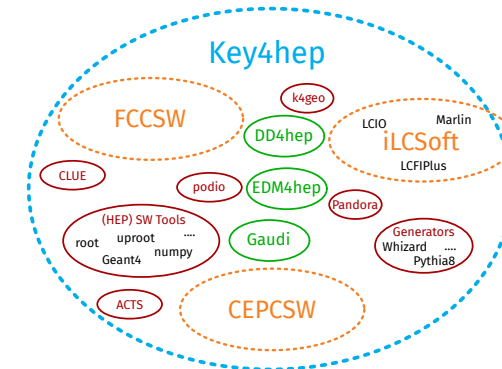 Key4hep
k4geo
FCCSW
DD4hep
LCIO
Marlin
iLCSoft
LCFIPlus
CLUE
podio
EDM4hep
Pandora
(HEP) SW Tools
root
uproot
....
Geant4
numpy
Gaudi
Generators
Whizard
....
Pythia8
ACTS
CEPCSW